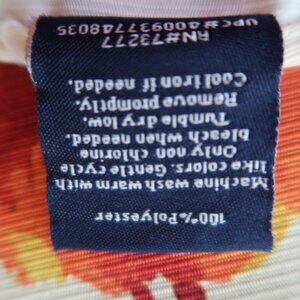 100% Polyester
Machine wash warm with
like colors. Gentle cycle
Only non chlorine
bleach when needed.
Tumble dry low.
Remove promptly.
Cool iron if needed.
RN#73277
UPC#400937748035